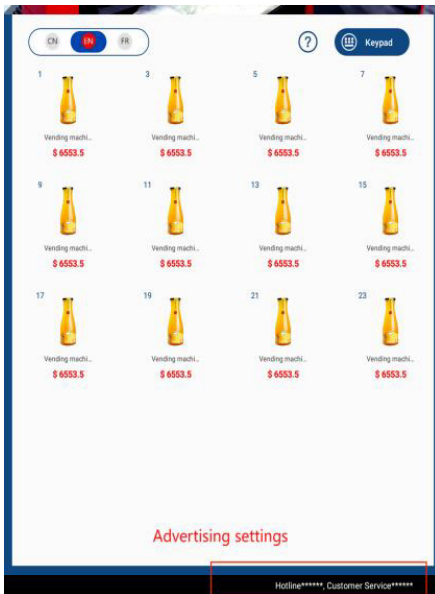 CN EN FR ? Keypad
1 3 5 7
Vending machi.. Vending machi.. Vending machi.. Vending machi..
$ 6553.5 $ 6553.5 $ 6553.5 $ 6553.5
9 11 13 15
Vending machi.. Vending machi.. Vending machi.. Vending machi..
$ 6553.5 $ 6553.5 $ 6553.5 $ 6553.5
17 19 21 23
Vending machi.. Vending machi.. Vending machi.. Vending machi..
$ 6553.5 $ 6553.5 $ 6553.5 $ 6553.5
Advertising settings
Hotline******, Customer Service******